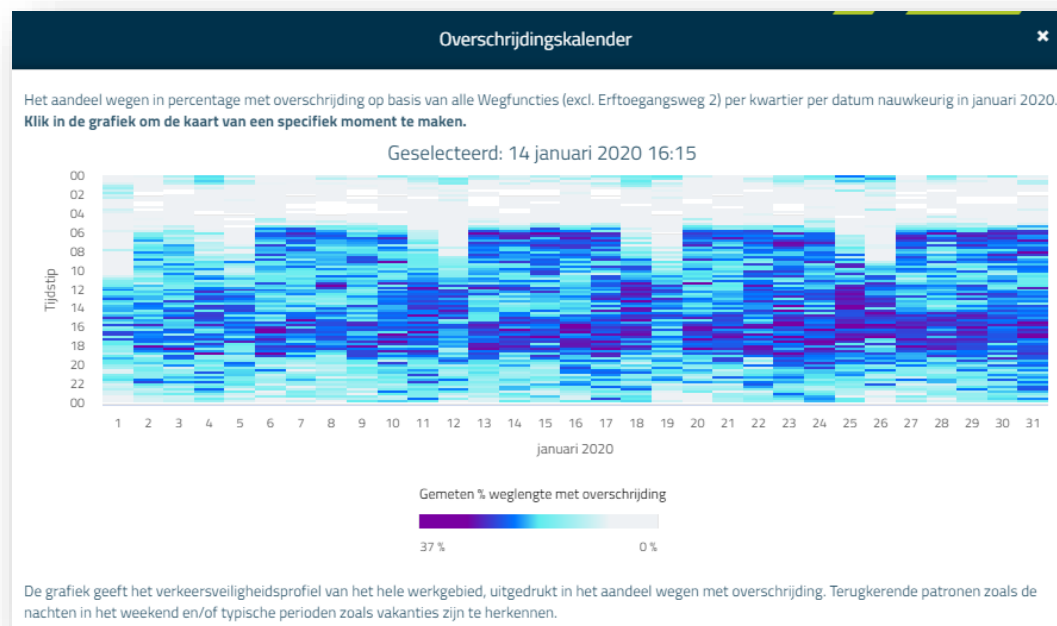 Overschrijdingskalender
×
Het aandeel wegen in percentage met overschrijding op basis van alle Wegfuncties (excl. Erftoegangsweg 2) per kwartier per datum nauwkeurig in januari 2020.
Klik in de grafiek om de kaart van een specifiek moment te maken.
Geselecteerd: 14 januari 2020 16:15
Tijdstip
00
02
04
06
08
10
12
14
16
18
20
22
00
1 2 3 4 5 6 7 8 9 10 11 12 13 14 15 16 17 18 19 20 21 22 23 24 25 26 27 28 29 30 31
januari 2020
Gemeten % weglengte met overschrijding
37 % 0 %
De grafiek geeft het verkeersveiligheidsprofiel van het hele werkgebied, uitgedrukt in het aandeel wegen met overschrijding. Terugkerende patronen zoals de
nachten in het weekend en/of typische perioden zoals vakanties zijn te herkennen.